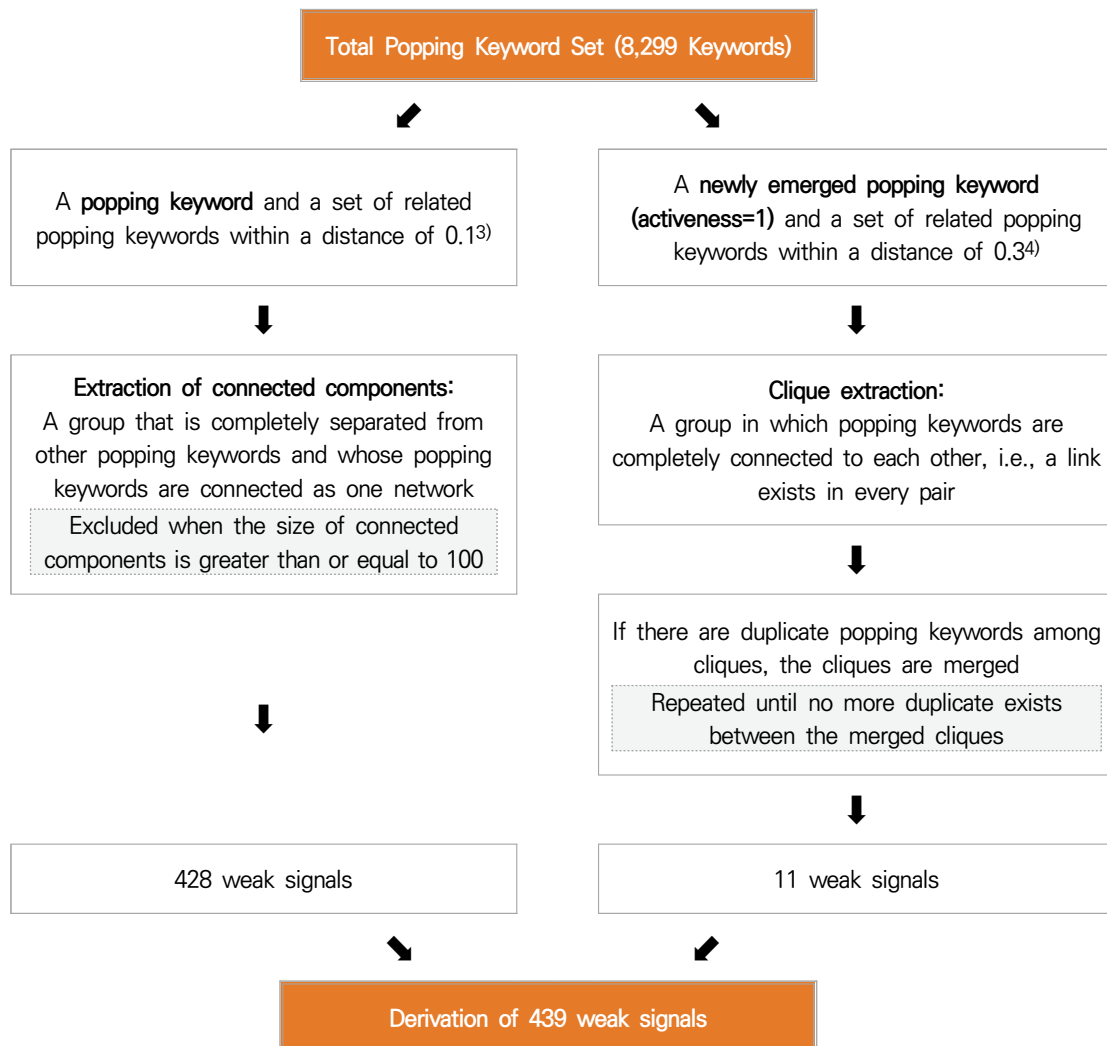 Total Popping Keyword Set (8,299 Keywords)
A popping keyword and a set of related
popping keywords within a distance of 0.13)
A newly emerged popping keyword
(activeness=1) and a set of related popping
keywords within a distance of 0.34)
Extraction of connected components:
A group that is completely separated from
other popping keywords and whose popping
keywords are connected as one network
Excluded when the size of connected
components is greater than or equal to 100
Clique extraction:
A group in which popping keywords are
completely connected to each other, i.e., a link
exists in every pair
If there are duplicate popping keywords among
cliques, the cliques are merged
Repeated until no more duplicate exists
between the merged cliques
428 weak signals
11 weak signals
Derivation of 439 weak signals